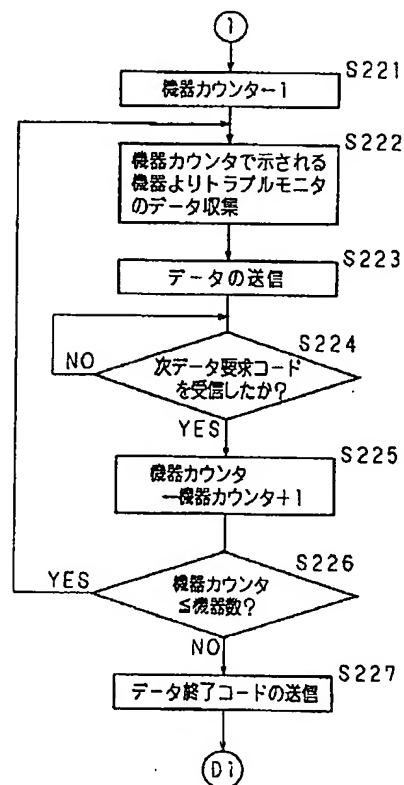 1
S221
機器カウンタ←1
S222
機器カウンタで示される
機器よりトラブルモニタ
のデータ収集
S223
データの送信
S224
NO
次データ要求コード
を受信したか?
YES
S225
機器カウンタ
←機器カウンタ+1
S226
YES
機器カウンタ
≦機器数?
NO
S227
データ終了コードの送信
D1